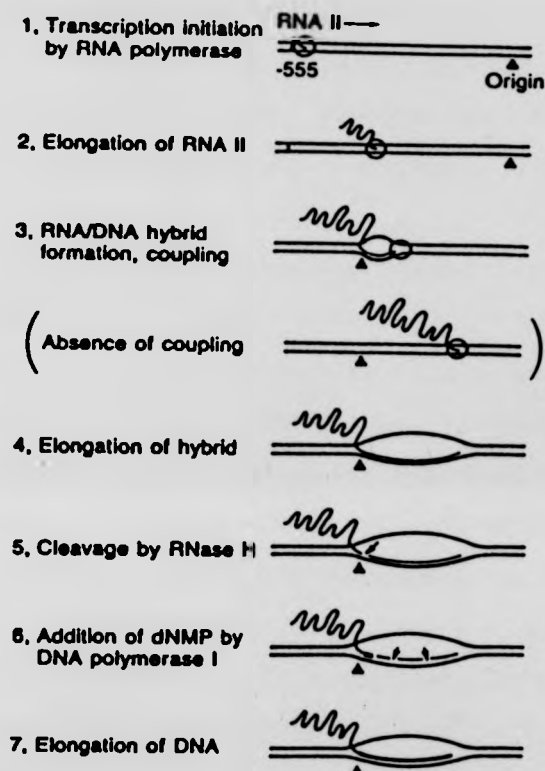 RNA II
1, Transcription initiation
by RNA polymerase
-555
Origin
2, Elongation of RNA II
3, RNA/DNA hybrid
formation, coupling
(Absence of coupling)
4, Elongation of hybrid
5, Cleavage by RNase H
6, Addition of dNMP by
DNA polymerase I
7, Elongation of DNA